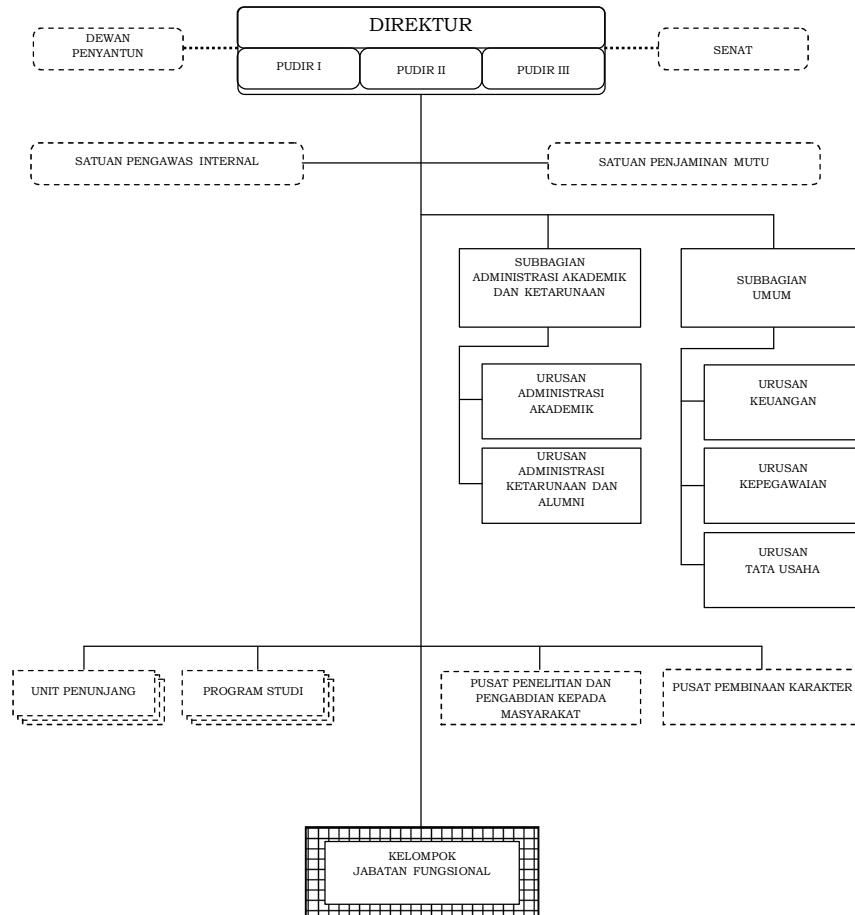 DIREKTUR
DEWAN
PENYANTUN
SENAT
PUDIR I
PUDIR II
PUDIR III
SATUAN PENGAWAS INTERNAL
SATUAN PENJAMINAN MUTU
SUBBAGIAN
ADMINISTRASI AKADEMIK
DAN KETARUNAAN
SUBBAGIAN
UMUM
URUSAN
ADMINISTRASI
AKADEMIK
URUSAN
KEUANGAN
URUSAN
ADMINISTRASI
KETARUNAAN DAN
ALUMNI
URUSAN
KEPEGAWAIAN
URUSAN
TATA USAHA
UNIT PENUNJANG
PROGRAM STUDI
PUSAT PENELITIAN DAN
PENGABDIAN KEPADA
MASYARAKAT
PUSAT PEMBINAAN KARAKTER
KELOMPOK
JABATAN FUNGSIONAL